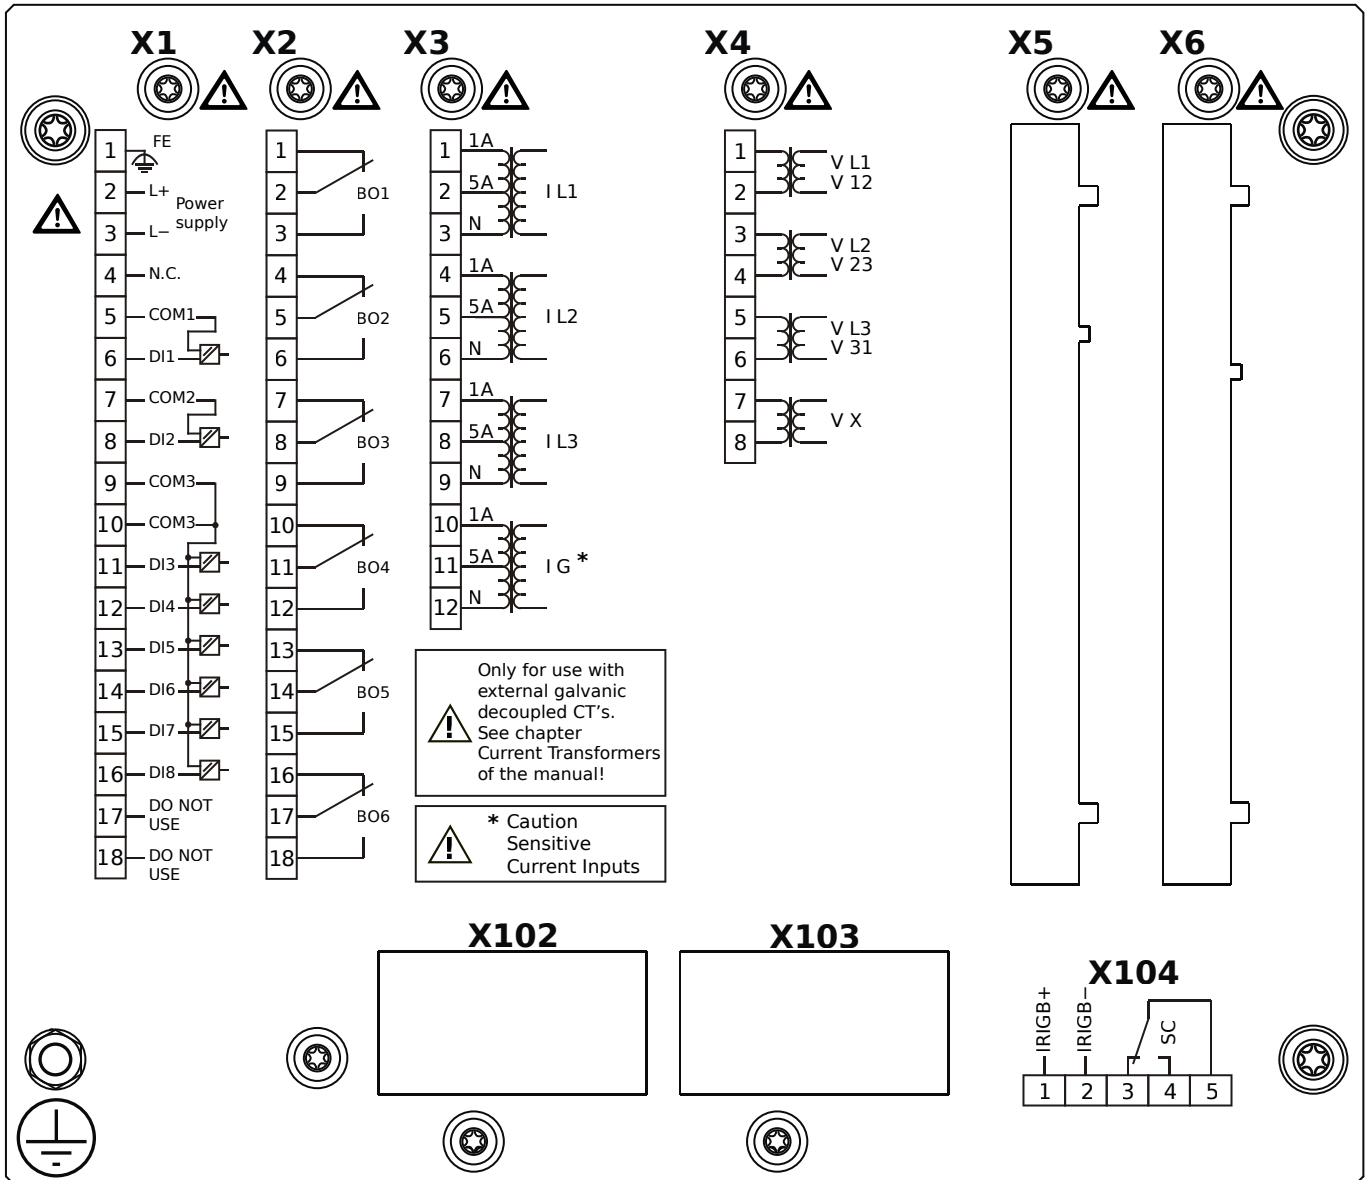 X1
X2
X3
X4
X5
X6
1
FE
2
L+
Power
supply
3
L−
4
N.C.
5
COM1
6
DI1
7
COM2
8
DI2
9
COM3
10
COM3
11
DI3
12
DI4
13
DI5
14
DI6
15
DI7
16
DI8
17
DO NOT
USE
18
DO NOT
USE
1
2
BO1
3
4
5
BO2
6
7
8
BO3
9
10
11
BO4
12
13
14
BO5
15
16
17
BO6
18
1
1A
2
5A
I L1
3
N
4
1A
5
5A
I L2
6
N
7
1A
8
5A
I L3
9
N
10
1A
11
5A
I G *
12
N
Only for use with
external galvanic
decoupled CT's.
See chapter
Current Transformers
of the manual!
* Caution
Sensitive
Current Inputs
1
V L1
2
V 12
3
V L2
4
V 23
5
V L3
6
V 31
7
V X
8
X102
X103
X104
IRIGB+
IRIGB−
SC
1
2
3
4
5